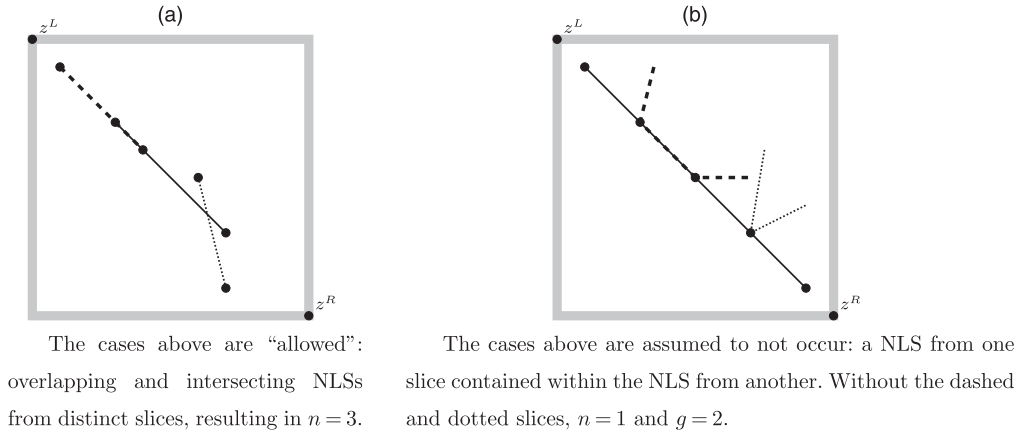 (a)
z^L
z^R
The cases above are “allowed”:
overlapping and intersecting NLSs
from distinct slices, resulting in n = 3.
(b)
z^L
z^R
The cases above are assumed to not occur: a NLS from one
slice contained within the NLS from another. Without the dashed
and dotted slices, n = 1 and g = 2.